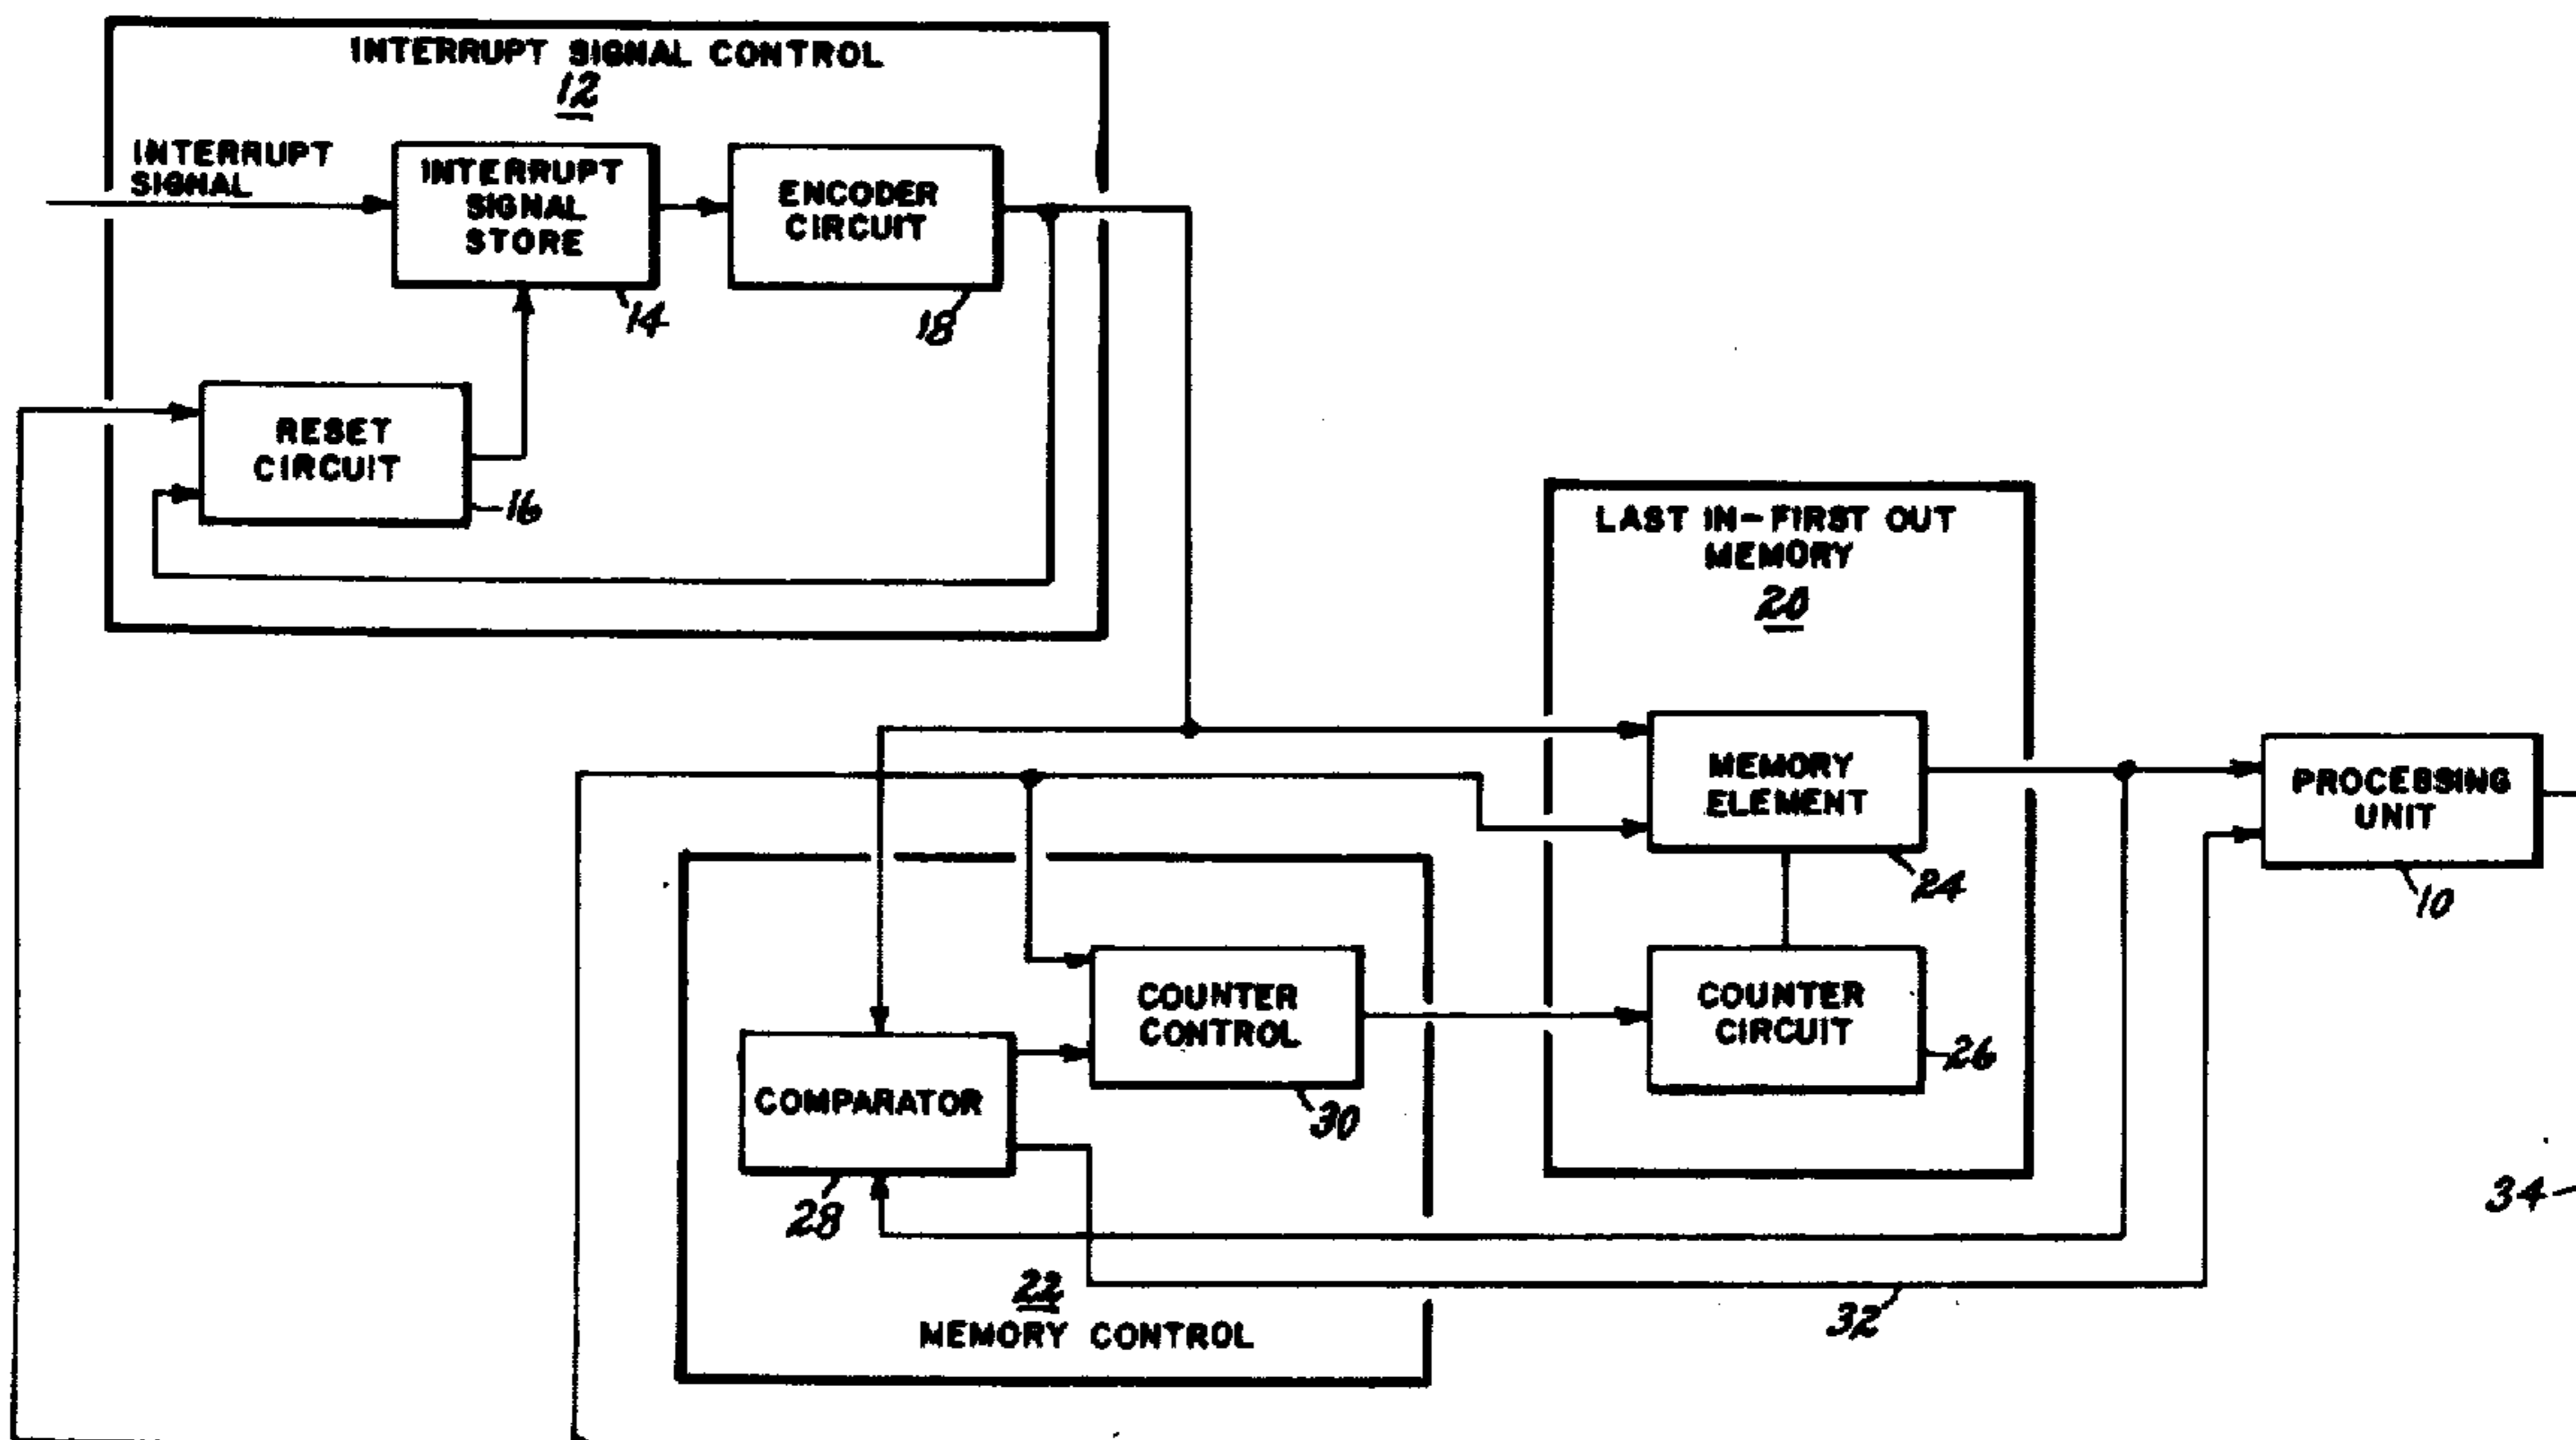 INTERRUPT SIGNAL CONTROL
12
INTERRUPT
SIGNAL
INTERRUPT
SIGNAL
STORE
14
ENCODER
CIRCUIT
18
RESET
CIRCUIT
16
LAST IN-FIRST OUT
MEMORY
20
MEMORY
ELEMENT
24
PROCESSING
UNIT
10
COUNTER
CONTROL
30
COUNTER
CIRCUIT
26
COMPARATOR
28
34
32
22
MEMORY CONTROL